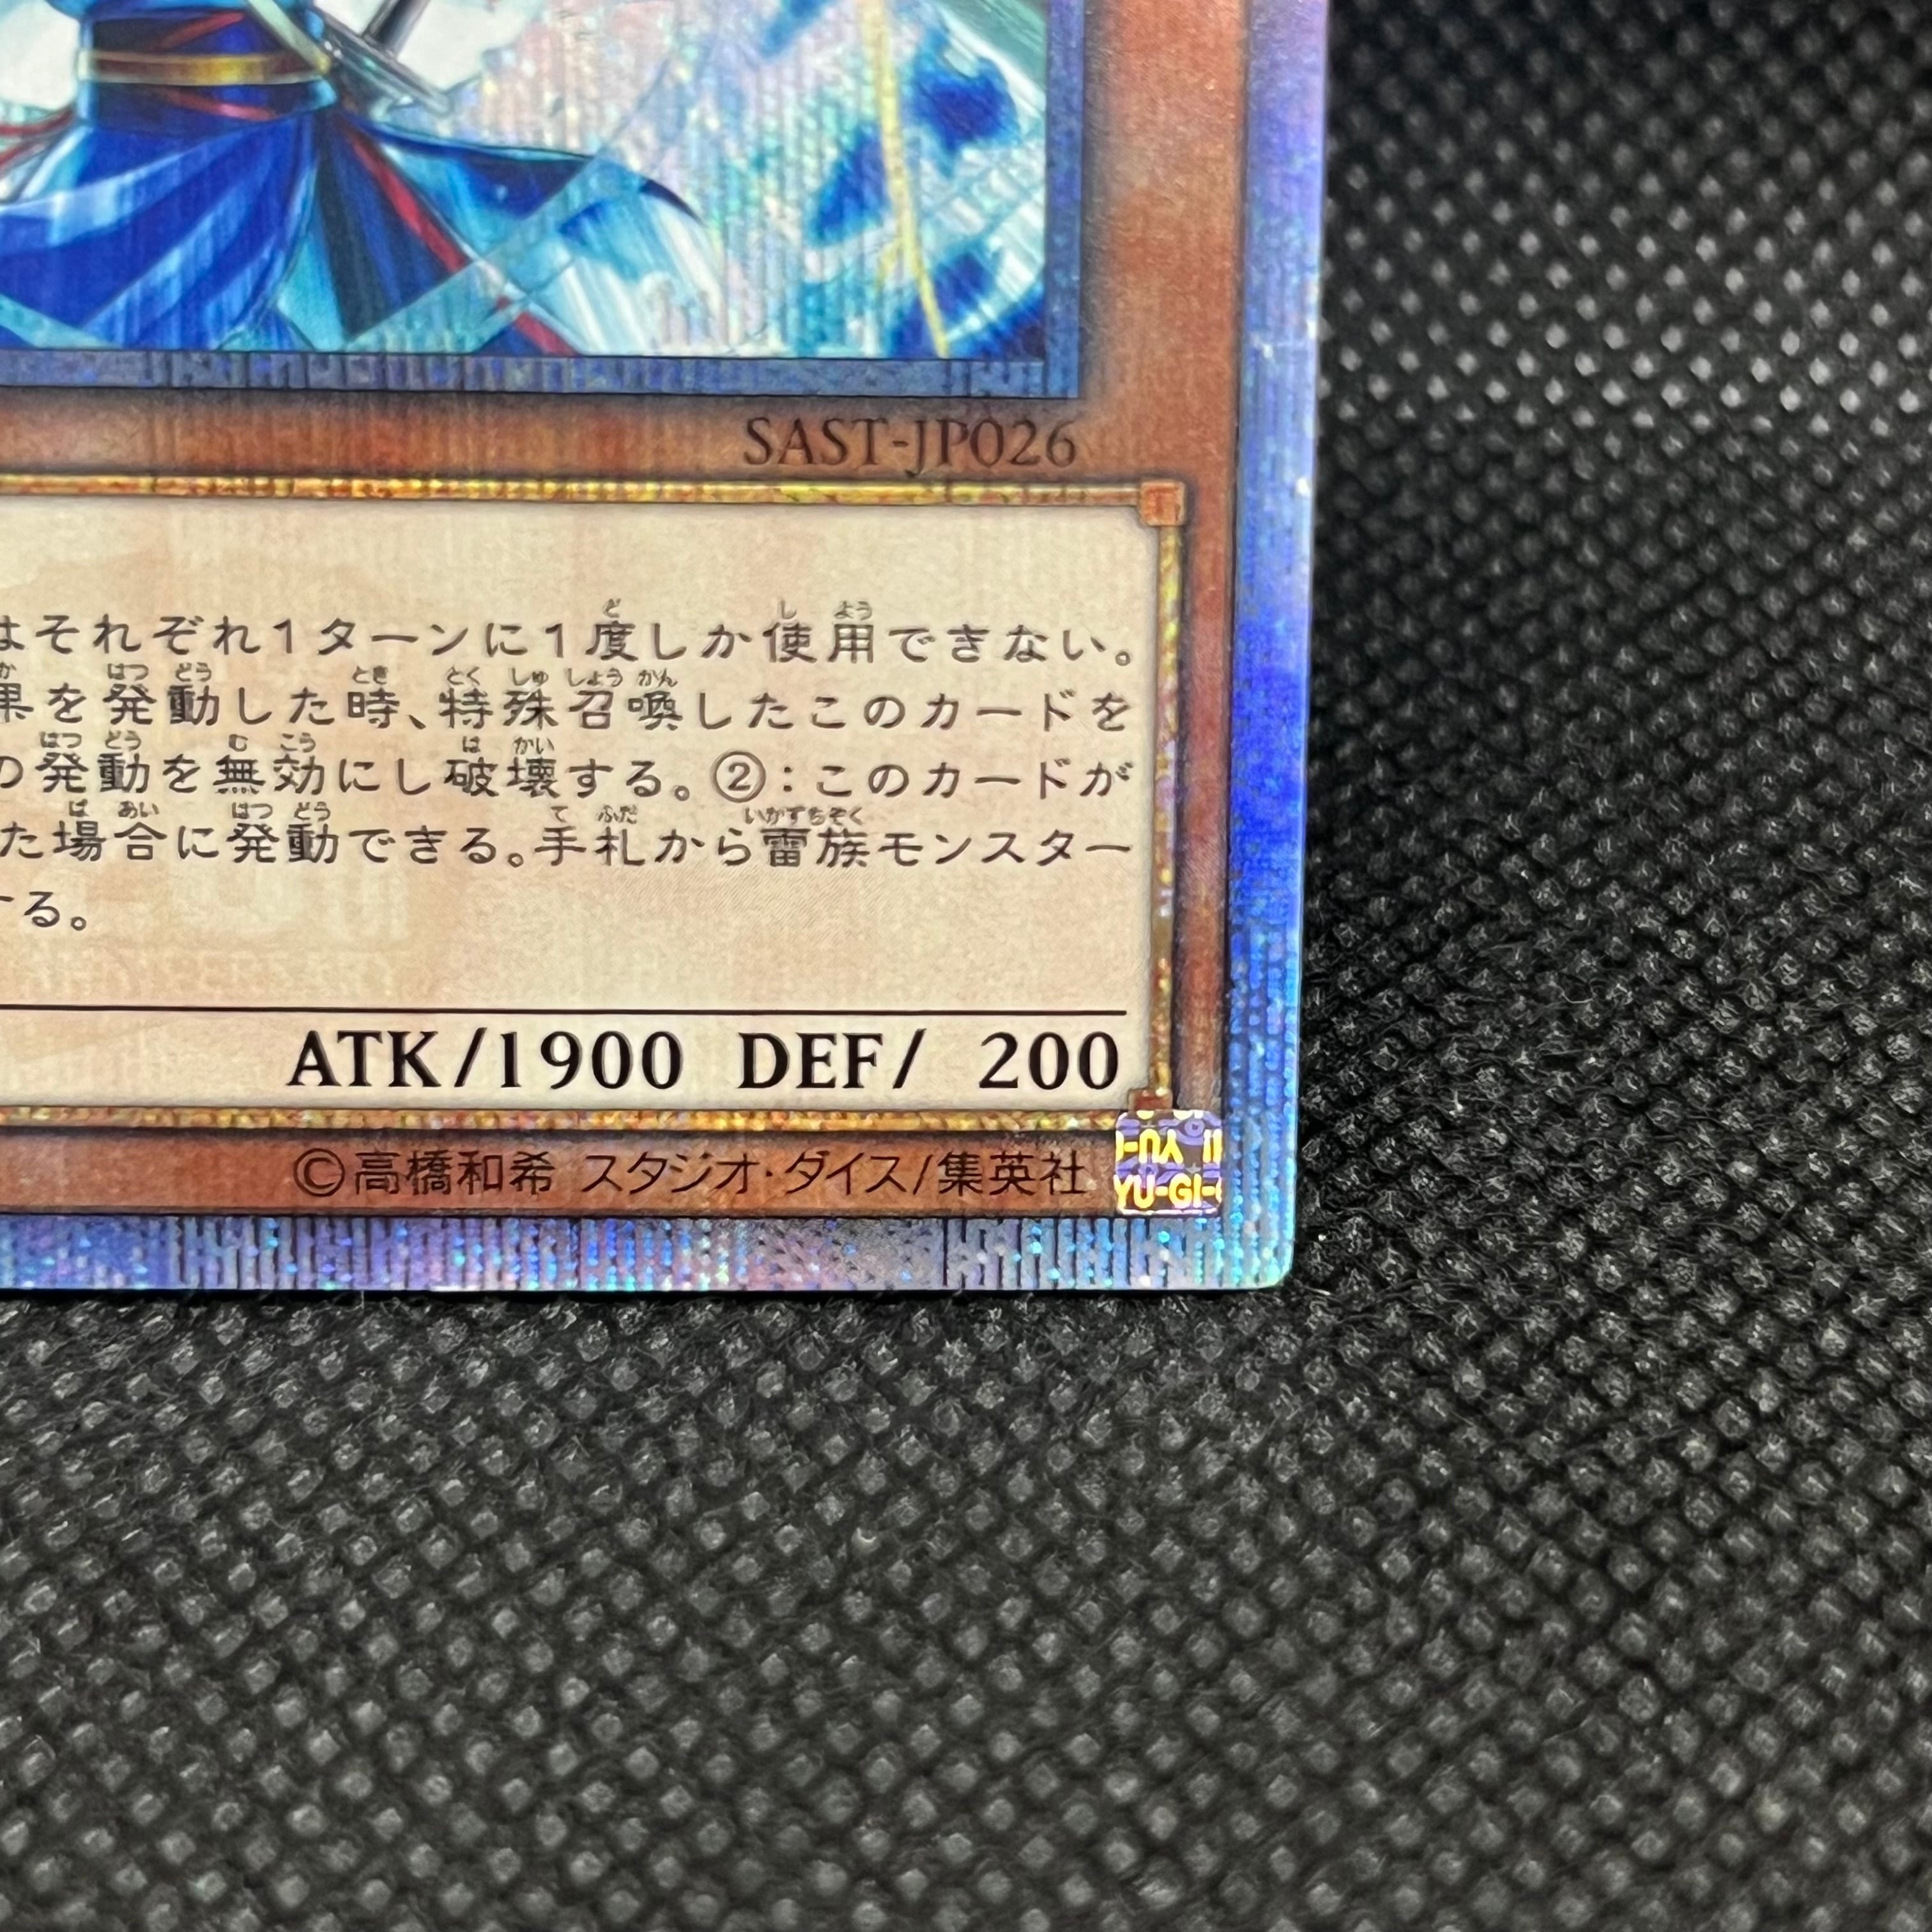 SAST-JP026
はそれぞれ1ターンに1度しか使用できない。
果を発動した時、特殊召喚したこのカードを
の発動を無効にし破壊する。②：このカードが
た場合に発動できる。手札から雷族モンスター
する。
ATK/1900 DEF/ 200
©高橋和希 スタジオ・ダイス/集英社
YU-GI-